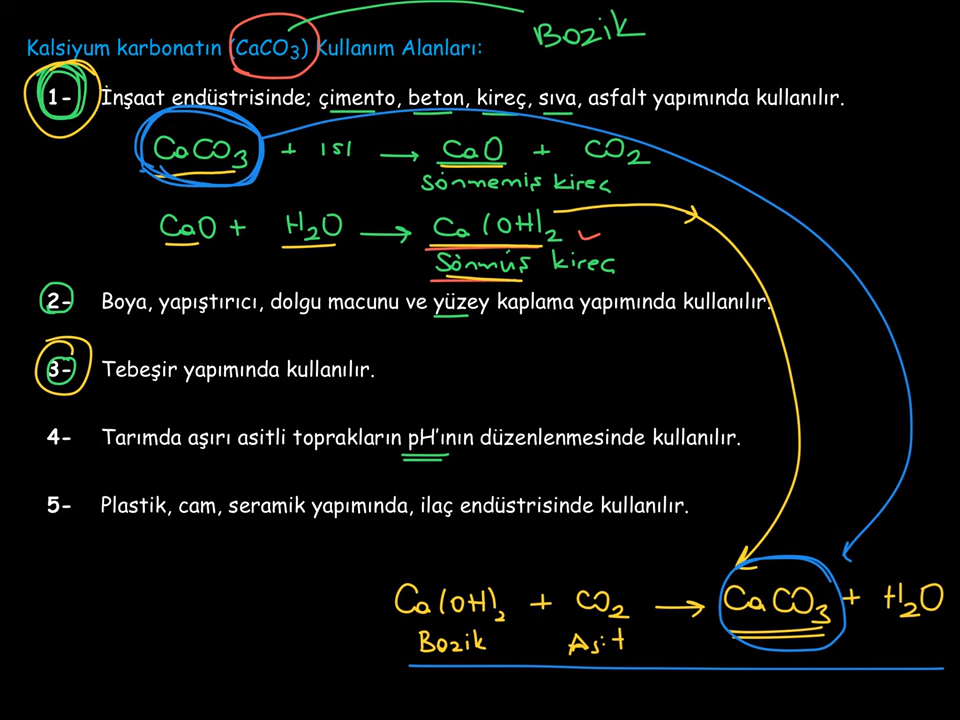 Bozik
Kalsiyum karbonatın (CaCO3) Kullanım Alanları:
1- İnşaat endüstrisinde; çimento, beton, kireç, sıva, asfalt yapımında kullanılır.
CaCO3 + ısı → CaO + CO2
Sönmemiş kireç
CaO + H2O → Ca(OH)2
Sönmüş kireç
2- Boya, yapıştırıcı, dolgu macunu ve yüzey kaplama yapımında kullanılır.
3- Tebeşir yapımında kullanılır.
4- Tarımda aşırı asitli toprakların pH'ının düzenlenmesinde kullanılır.
5- Plastik, cam, seramik yapımında, ilaç endüstrisinde kullanılır.
Ca(OH)2 + CO2 → CaCO3 + H2O
Bozik Asit